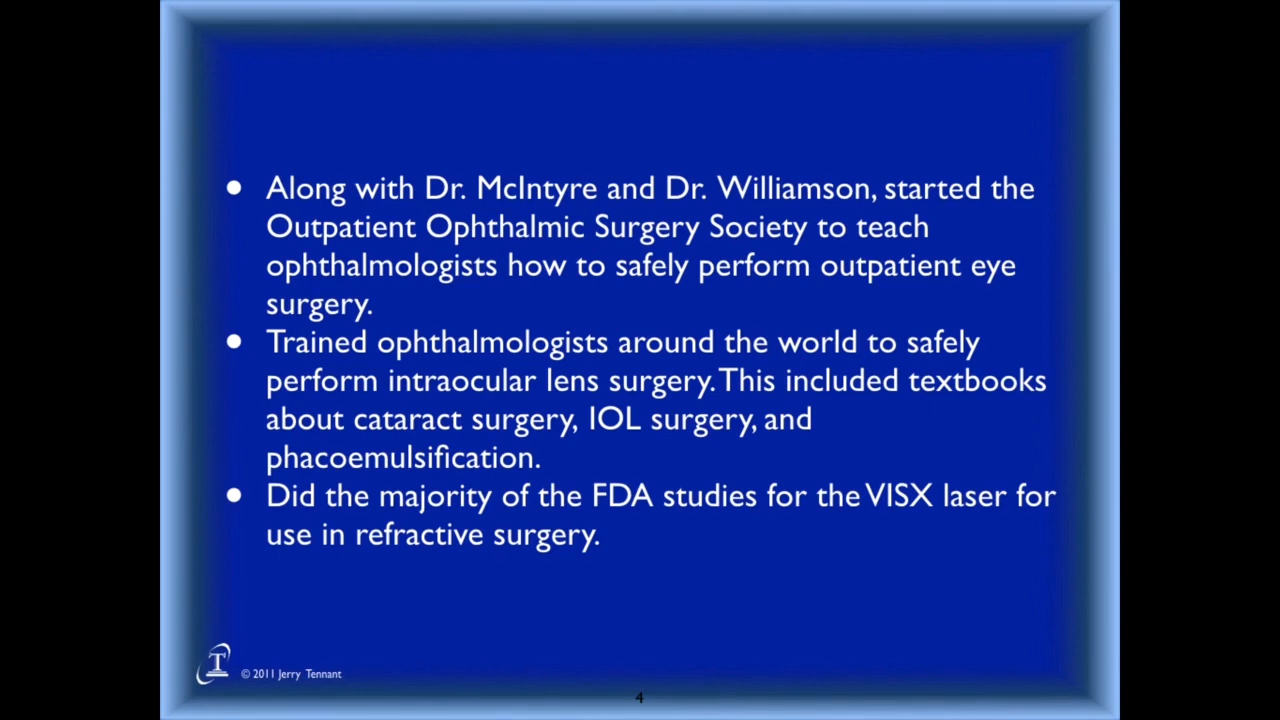 • Along with Dr. McIntyre and Dr. Williamson, started the
Outpatient Ophthalmic Surgery Society to teach
ophthalmologists how to safely perform outpatient eye
surgery.
• Trained ophthalmologists around the world to safely
perform intraocular lens surgery. This included textbooks
about cataract surgery, IOL surgery, and
phacoemulsification.
• Did the majority of the FDA studies for the VISX laser for
use in refractive surgery.
T © 2011 Jerry Tennant
4